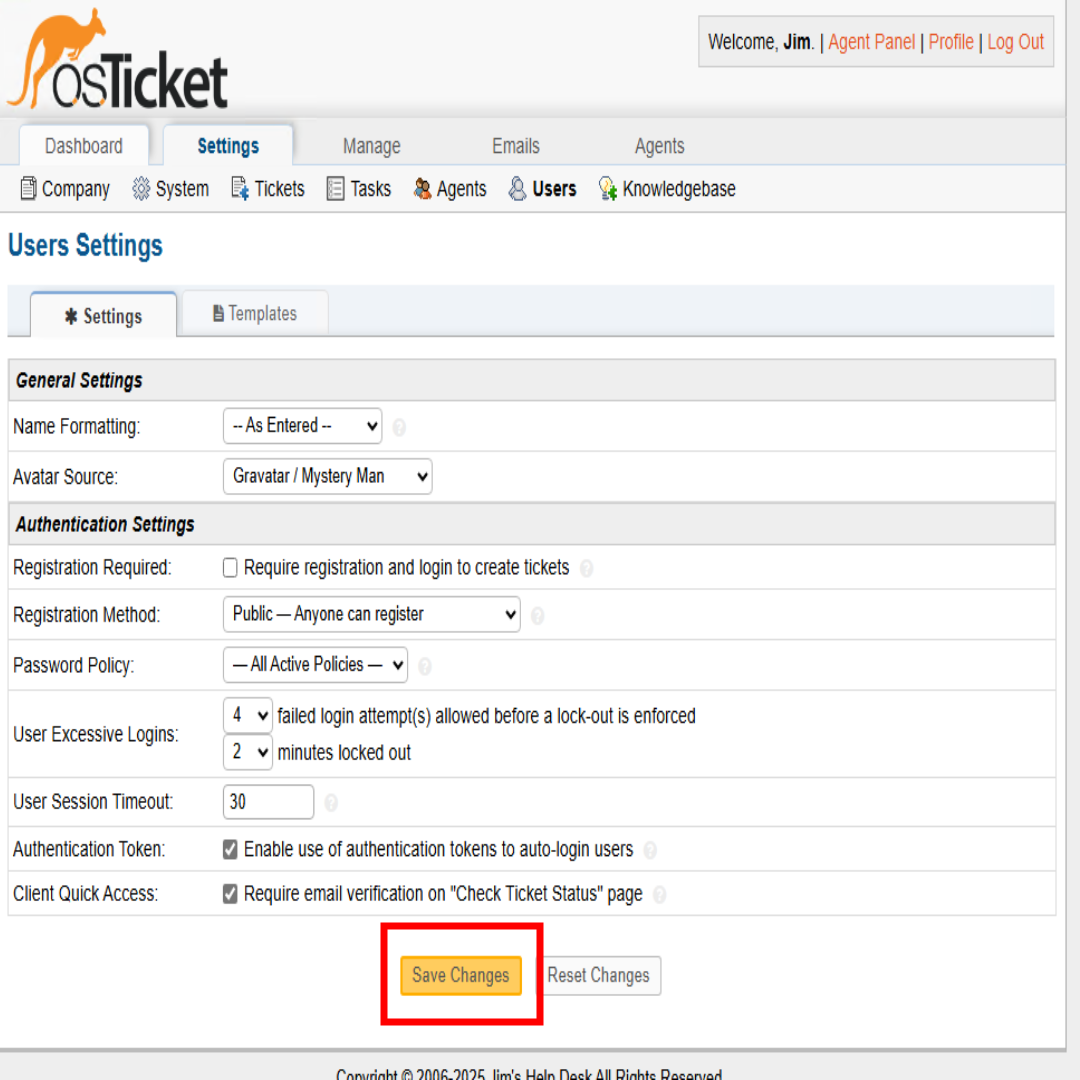 osTicket
Welcome, Jim. | Agent Panel | Profile | Log Out
Dashboard Settings Manage Emails Agents
Company System Tickets Tasks Agents Users Knowledgebase
Users Settings
Settings Templates
General Settings
Name Formatting: -- As Entered --
Avatar Source: Gravatar / Mystery Man
Authentication Settings
Registration Required: Require registration and login to create tickets
Registration Method: Public — Anyone can register
Password Policy: — All Active Policies —
User Excessive Logins: 4 failed login attempt(s) allowed before a lock-out is enforced
2 minutes locked out
User Session Timeout: 30
Authentication Token: Enable use of authentication tokens to auto-login users
Client Quick Access: Require email verification on "Check Ticket Status" page
Save Changes Reset Changes
Copyright © 2006-2025 Jim's Help Desk All Rights Reserved.